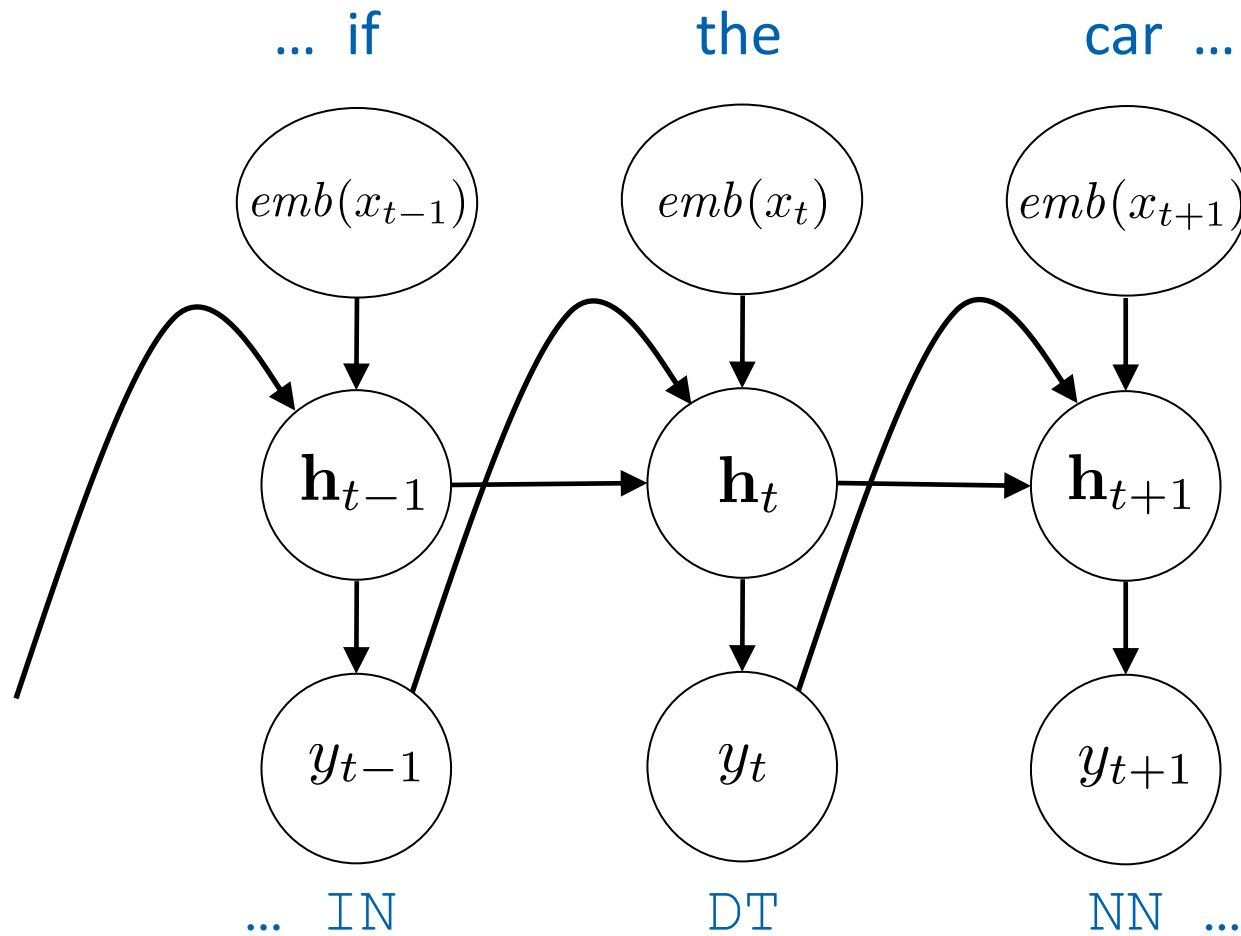 ... if the car ...
emb(x_{t−1}) emb(x_t) emb(x_{t+1})
h_{t−1} h_t h_{t+1}
y_{t−1} y_t y_{t+1}
... IN DT NN ...